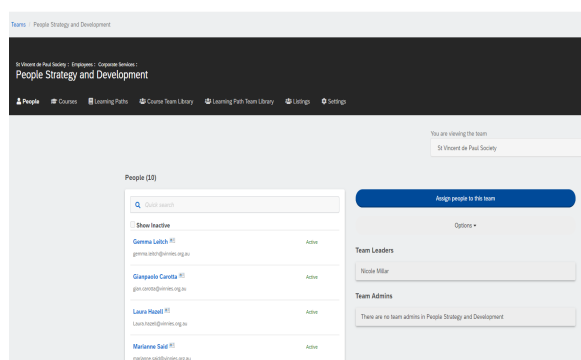 Teams / People Strategy and Development
St Vincent de Paul Society : Employees : Corporate Services :
People Strategy and Development
People Courses Learning Paths Course Team Library Learning Path Team Library Listings Settings
You are viewing the team
St Vincent de Paul Society
People (10)
Quick search
Show Inactive
Gemma Leitch Active
gemma.leitch@vinnies.org.au
Gianpaolo Carotta Active
gian.carotta@vinnies.org.au
Laura Hazell Active
Laura.hazell@vinnies.org.au
Marianne Said Active
marianne.said@vinnies.org.au
Assign people to this team
Options
Team Leaders
Nicole Millar
Team Admins
There are no team admins in People Strategy and Development